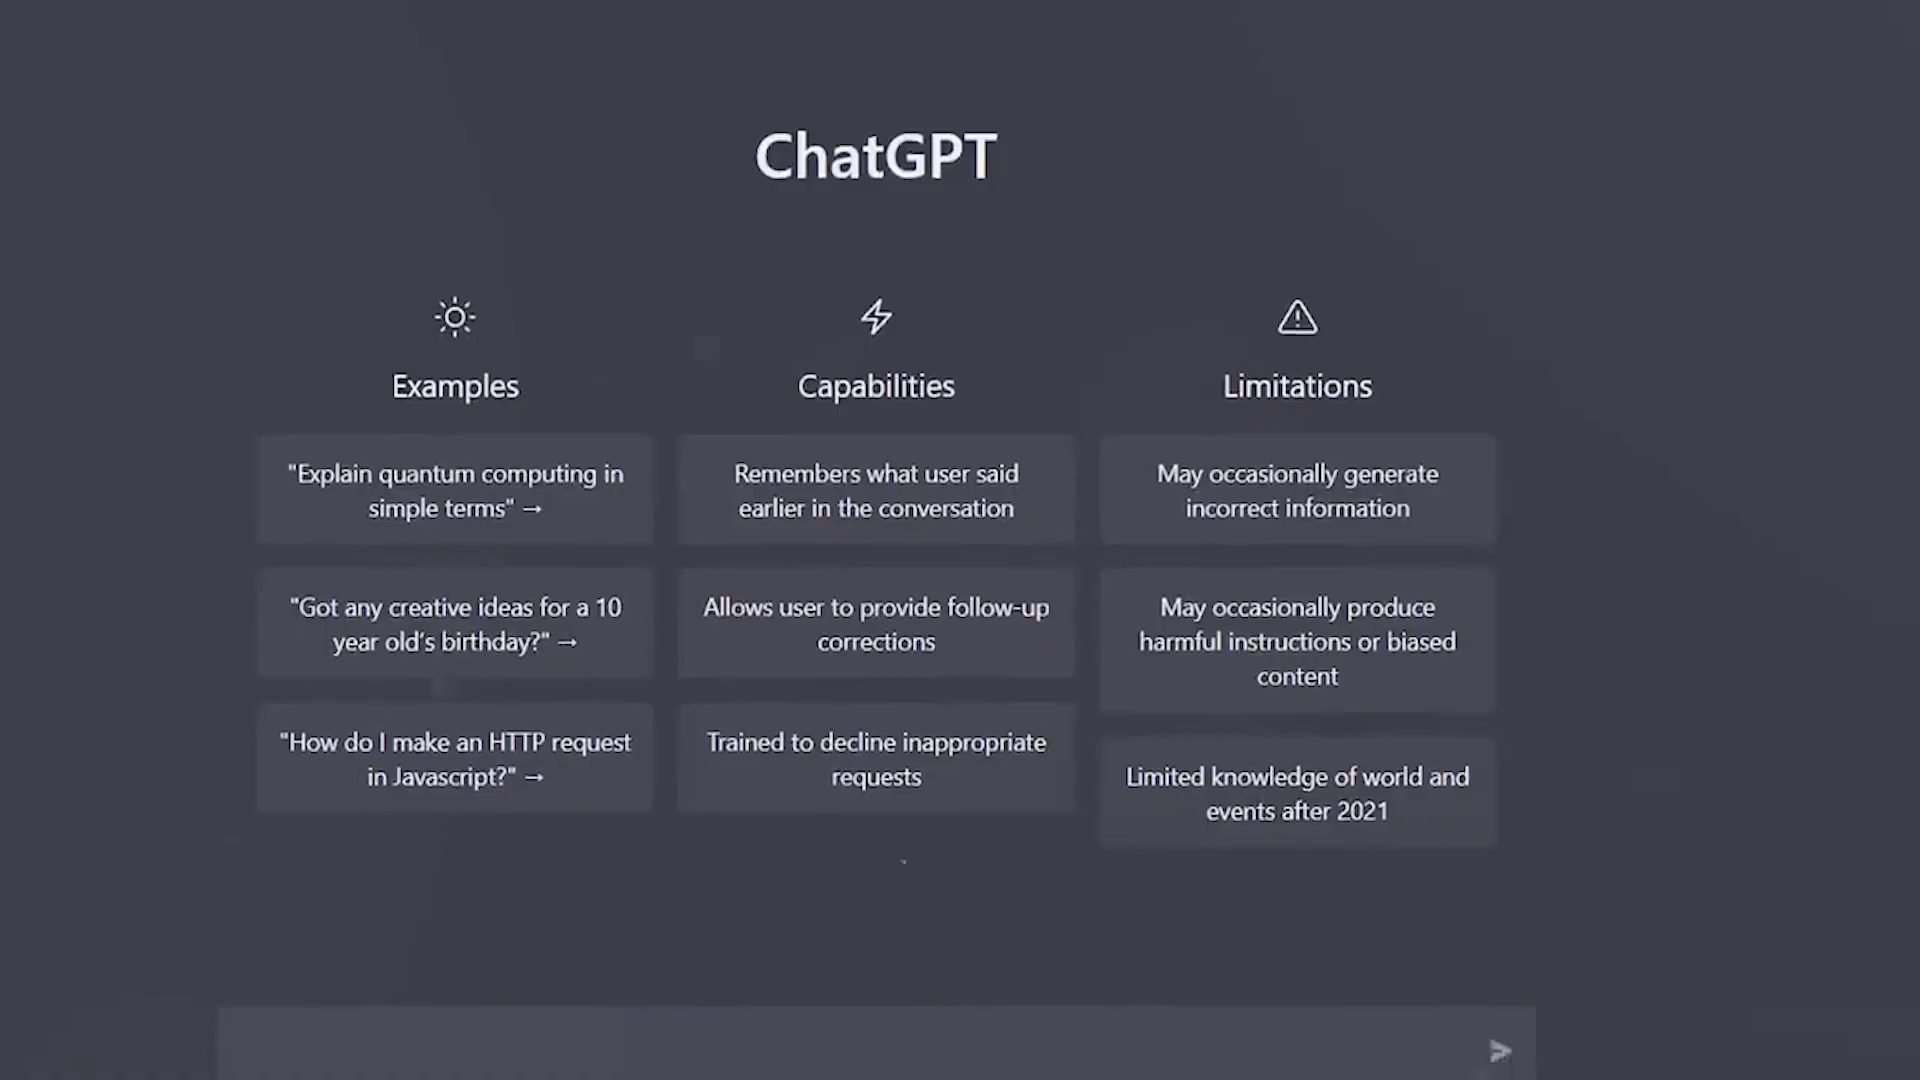 ChatGPT
Examples
"Explain quantum computing in
simple terms" →
"Got any creative ideas for a 10
year old's birthday?" →
"How do I make an HTTP request
in Javascript?" →
Capabilities
Remembers what user said
earlier in the conversation
Allows user to provide follow-up
corrections
Trained to decline inappropriate
requests
Limitations
May occasionally generate
incorrect information
May occasionally produce
harmful instructions or biased
content
Limited knowledge of world and
events after 2021